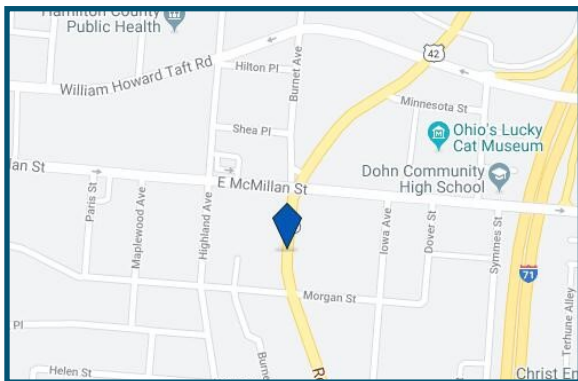 Hamilton County
Public Health
42
William Howard Taft Rd
Hilton Pl
Burnet Ave
Minnesota St
Shea Pl
Ohio's Lucky
Cat Museum
Dohn Community
High School
lan St
E McMillan St
Paris St
Maplewood Ave
Highland Ave
Iowa Ave
Dover St
Symmes St
71
Morgan St
Pl
Terhune Alley
Helen St
Christ En